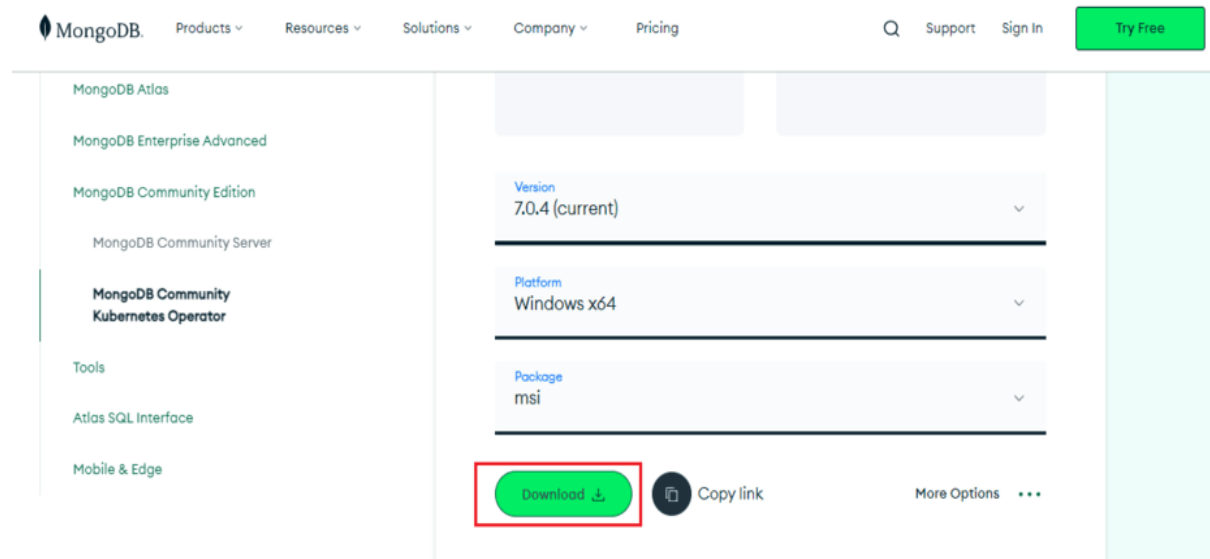 MongoDB. Products Resources Solutions Company Pricing Support Sign In Try Free
MongoDB Atlas
MongoDB Enterprise Advanced
MongoDB Community Edition
MongoDB Community Server
MongoDB Community
Kubernetes Operator
Tools
Atlas SQL Interface
Mobile & Edge
Version
7.0.4 (current)
Platform
Windows x64
Package
msi
Download Copy link More Options